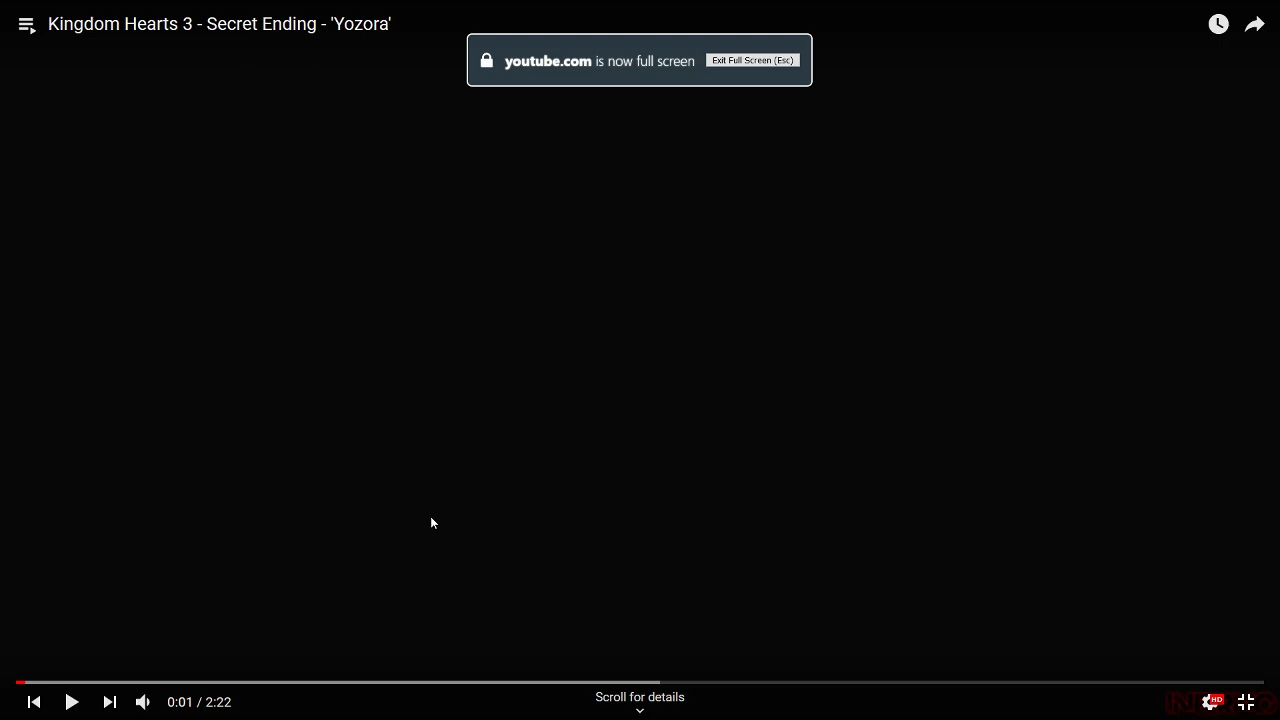 Kingdom Hearts 3 - Secret Ending - 'Yozora'
youtube.com is now full screen Exit Full Screen (Esc)
0:01 / 2:22
Scroll for details
HD